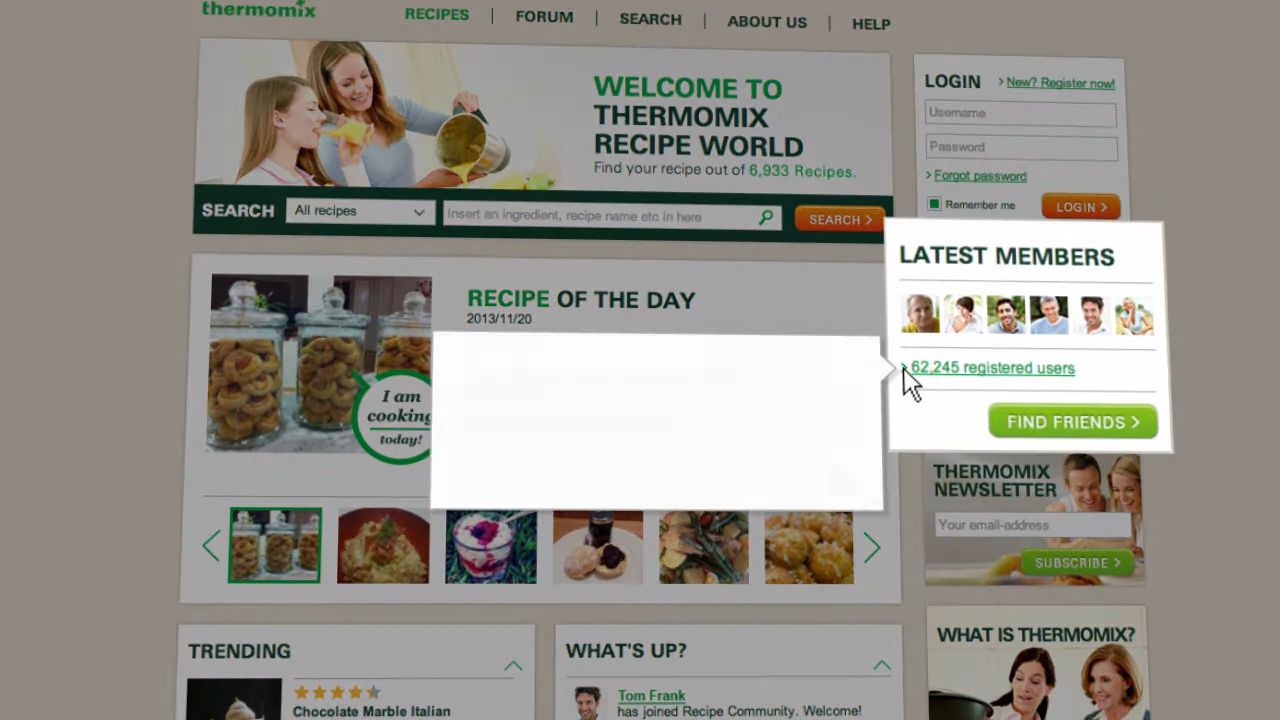 thermomix
RECIPES | FORUM | SEARCH | ABOUT US | HELP
WELCOME TO
THERMOMIX
RECIPE WORLD
Find your recipe out of 6,933 Recipes.
SEARCH
All recipes
Insert an ingredient, recipe name etc in here
SEARCH >
LOGIN
> New? Register now!
Username
Password
> Forgot password
Remember me
LOGIN >
LATEST MEMBERS
> 62,245 registered users
FIND FRIENDS >
RECIPE OF THE DAY
2013/11/20
I am
cooking
today!
THERMOMIX
NEWSLETTER
Your email-address
SUBSCRIBE >
TRENDING
Chocolate Marble Italian
WHAT'S UP?
Tom Frank
has joined Recipe Community. Welcome!
WHAT IS THERMOMIX?